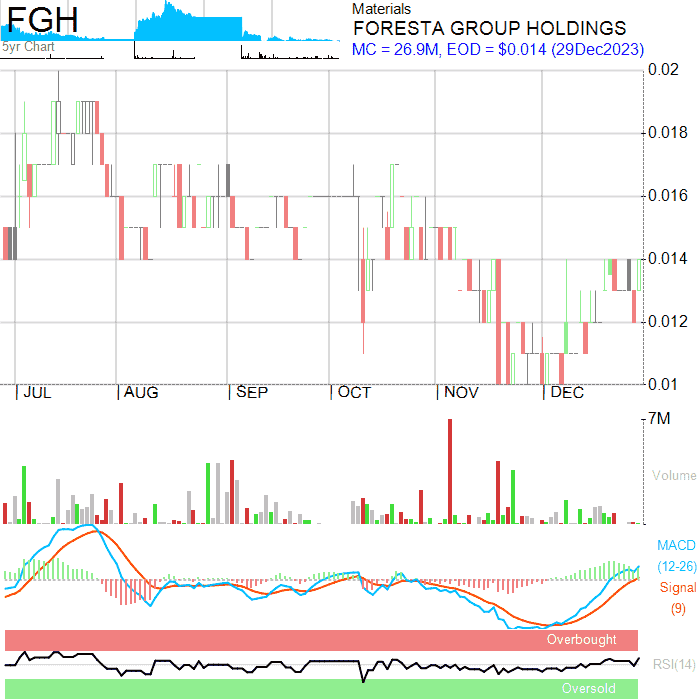 FGH
5yr Chart
Materials
FORESTA GROUP HOLDINGS
MC = 26.9M, EOD = $0.014 (29Dec2023)
0.02
0.018
0.016
0.014
0.012
0.01
JUL AUG SEP OCT NOV DEC
7M
Volume
MACD
(12-26)
Signal
(9)
Overbought
RSI(14)
Oversold